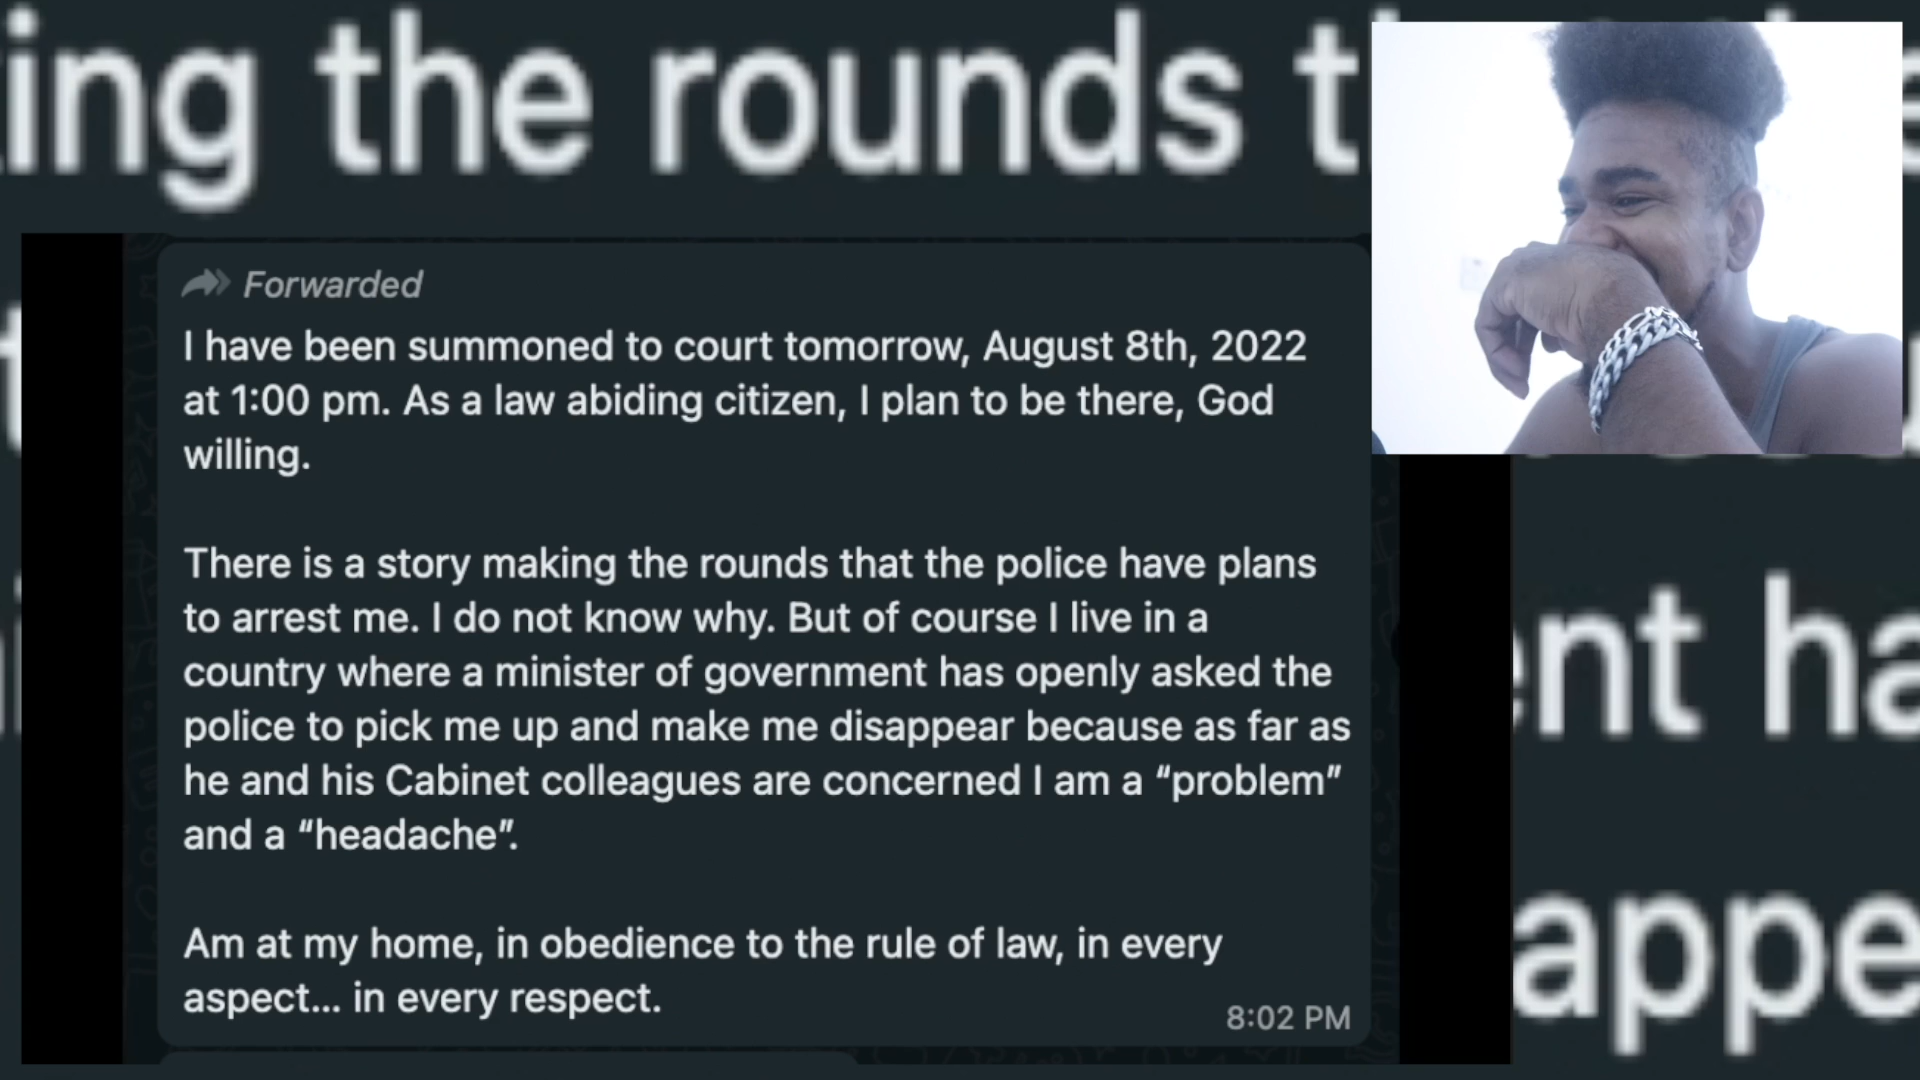 ing the rounds t
Forwarded
I have been summoned to court tomorrow, August 8th, 2022
at 1:00 pm. As a law abiding citizen, I plan to be there, God
willing.
There is a story making the rounds that the police have plans
to arrest me. I do not know why. But of course I live in a
country where a minister of government has openly asked the
police to pick me up and make me disappear because as far as
he and his Cabinet colleagues are concerned I am a “problem”
and a “headache”.
Am at my home, in obedience to the rule of law, in every
aspect... in every respect.
8:02 PM
ent ha
appe